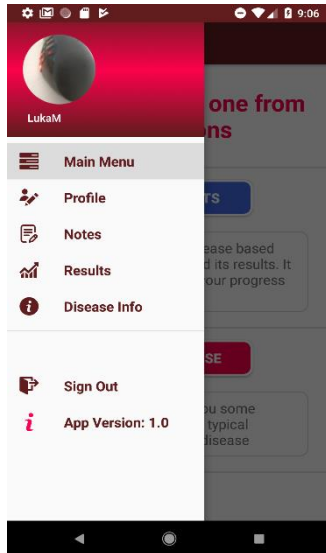 9:06
LukaM
one from
ns
Main Menu
TS
Profile
Notes
ease based
d its results. It
our progress
Results
Disease Info
SE
Sign Out
ou some
typical
disease
App Version: 1.0